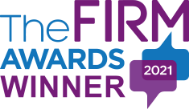 The FIRM
AWARDS
WINNER
2021